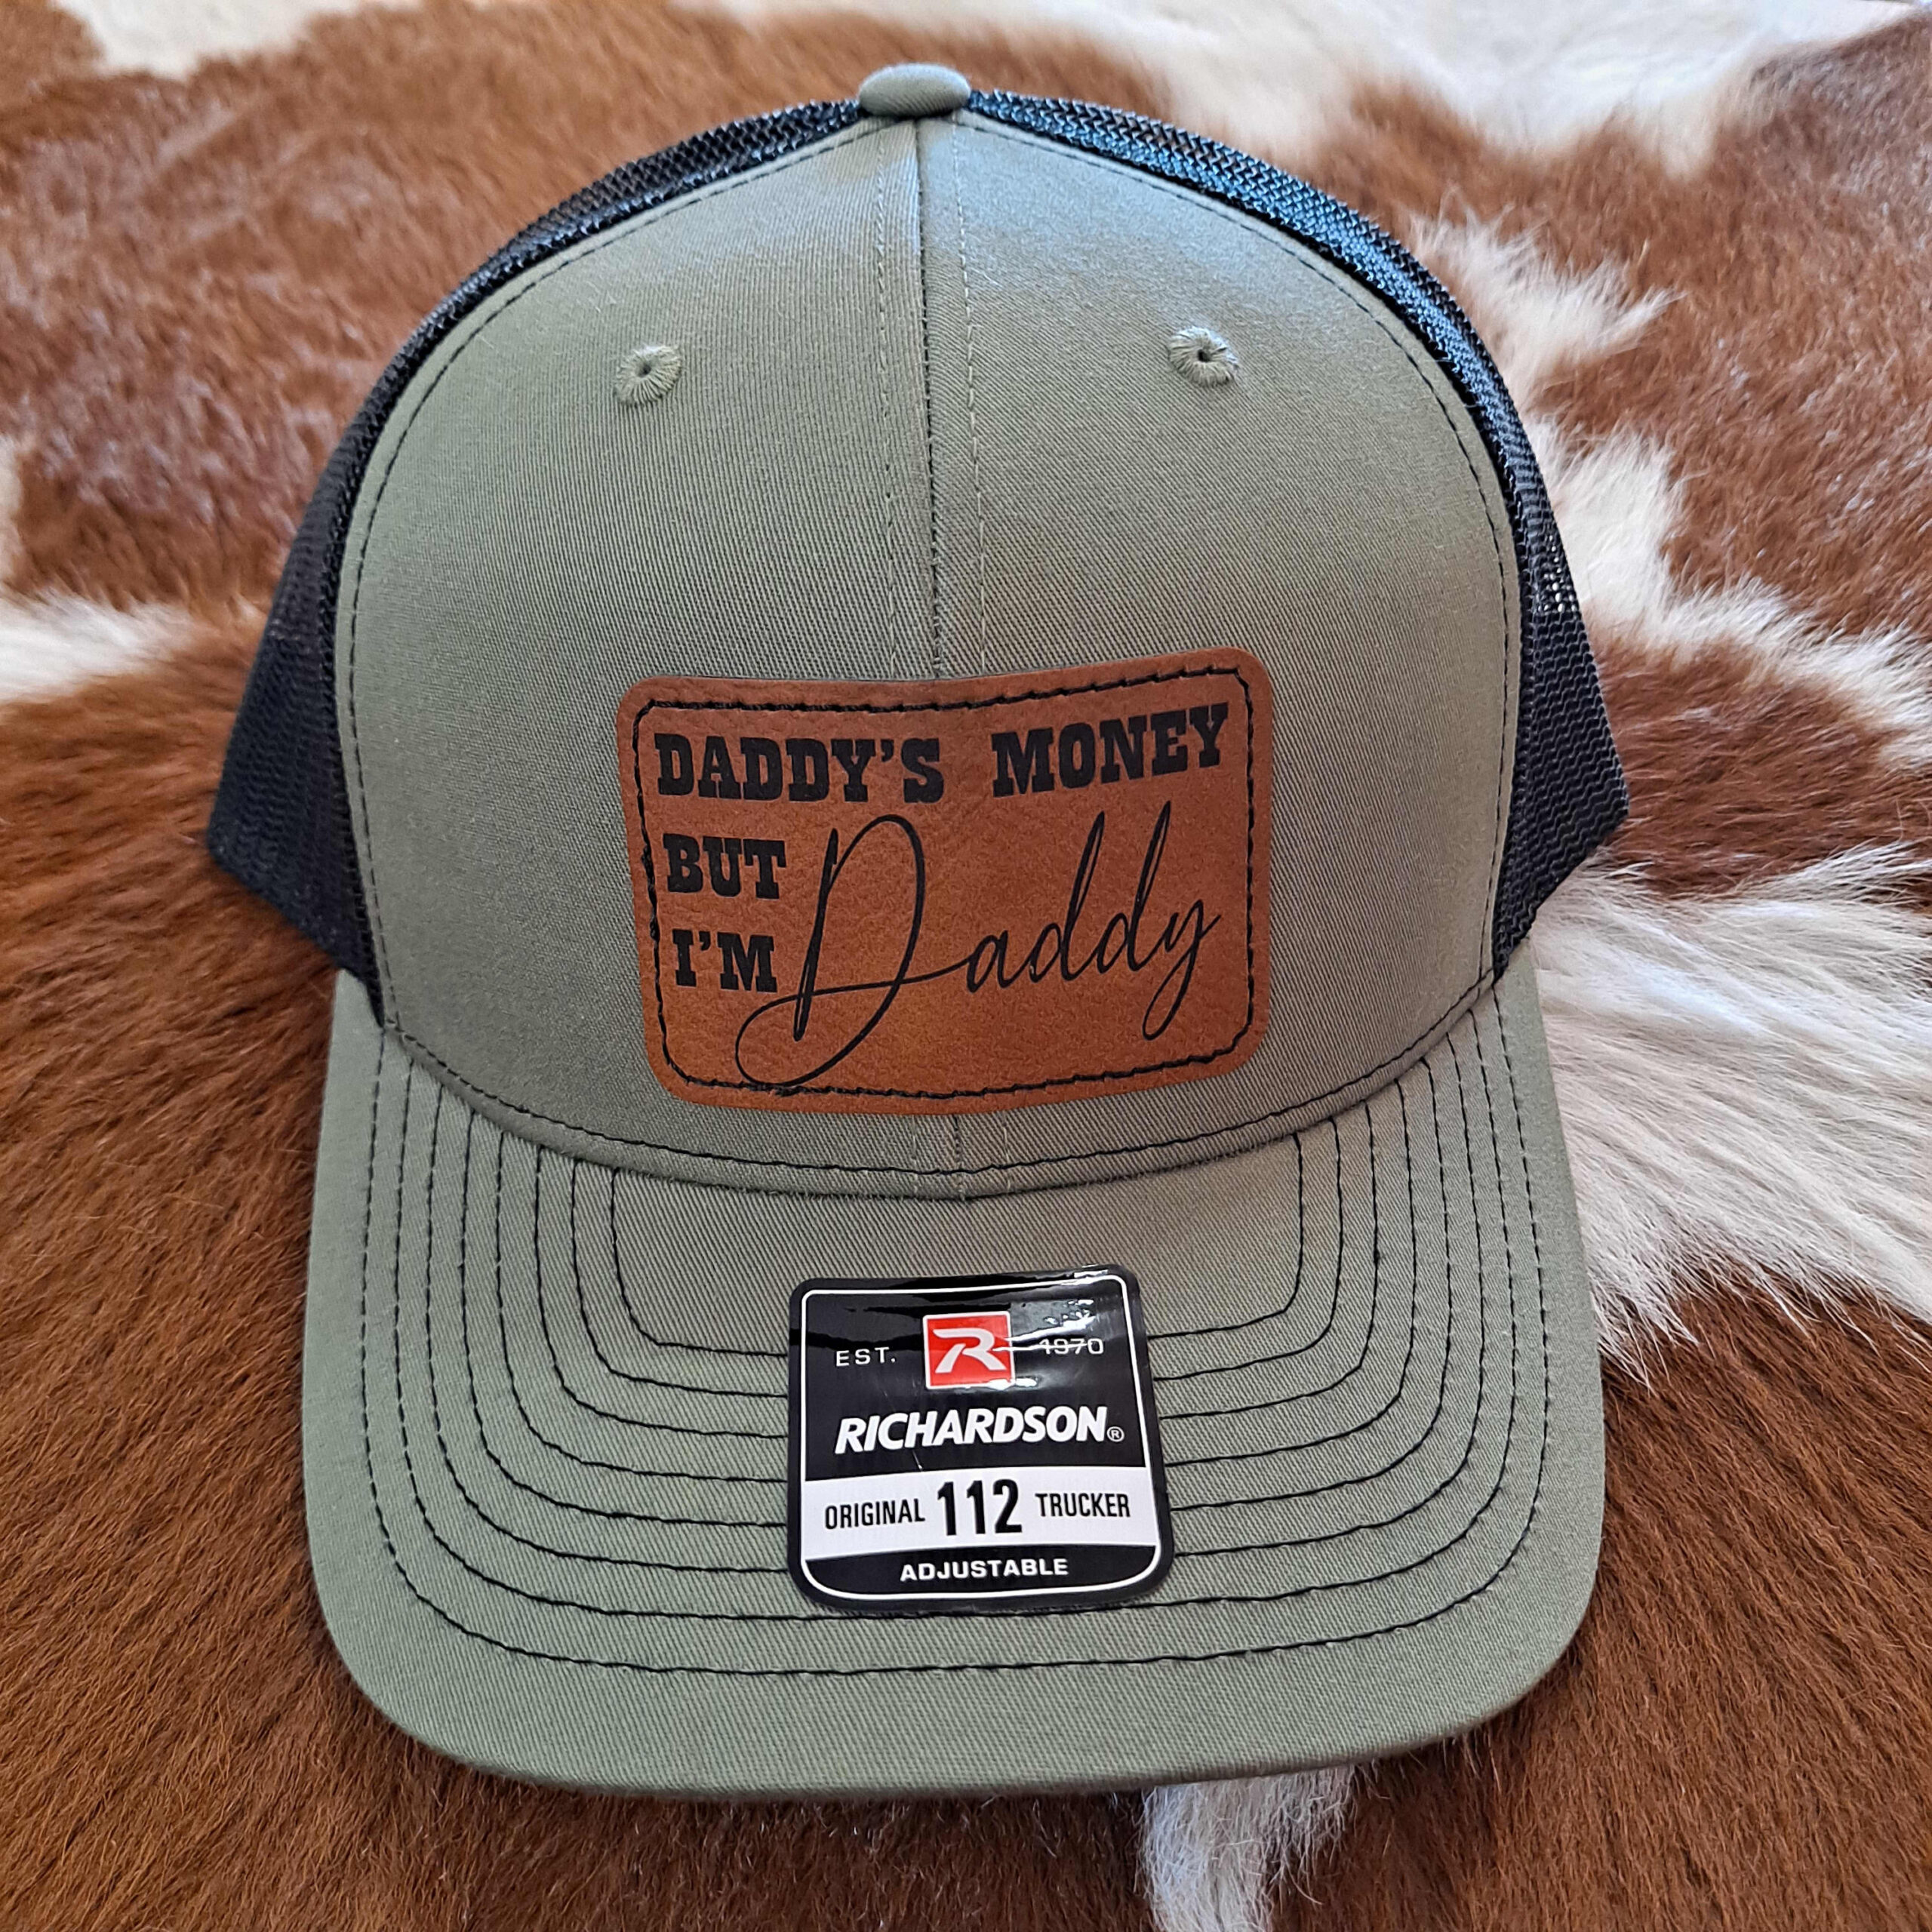 DADDY'S MONEY
BUT
I'M Daddy
EST. R 1970
RICHARDSON®
ORIGINAL 112 TRUCKER
ADJUSTABLE